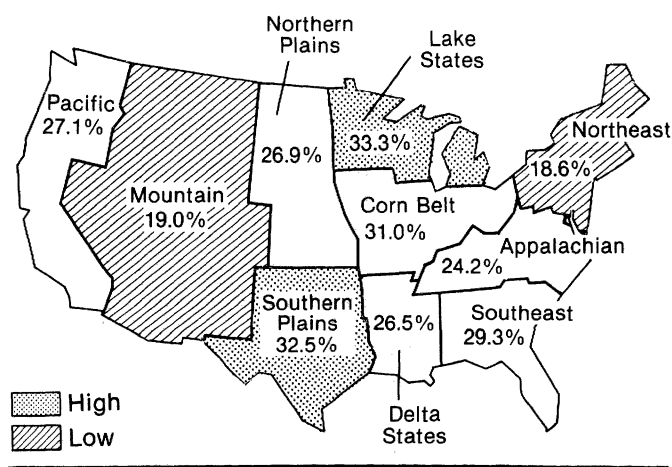 Northern
Plains
Lake
States
Pacific
27.1%
33.3%
Northeast
26.9%
18.6%
Mountain
19.0%
Corn Belt
31.0%
Appalachian
24.2%
Southern
Plains
32.5%
26.5%
Southeast
29.3%
High
Low
Delta
States